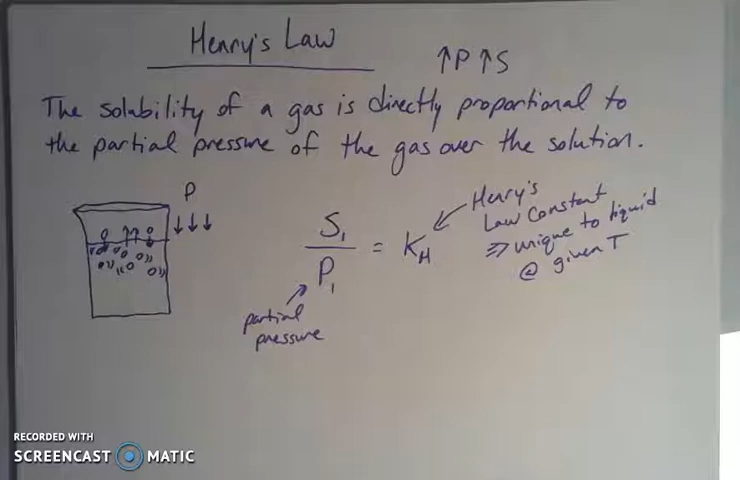 Henry's Law
↑P ↑S
The solubility of a gas is directly proportional to
the partial pressure of the gas over the solution.
P
S₁
P₁
= K_H
partial
pressure
Henry's
Law Constant
⇒ unique to liquid
@ given T
RECORDED WITH
SCREENCAST MATIC